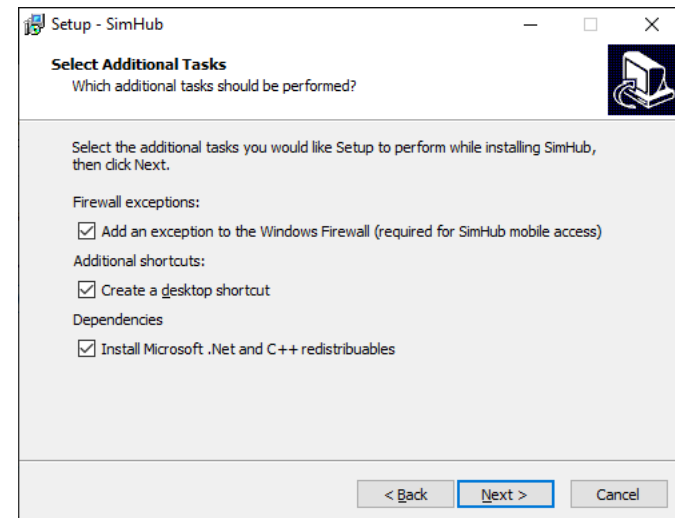 Setup - SimHub
Select Additional Tasks
Which additional tasks should be performed?
Select the additional tasks you would like Setup to perform while installing SimHub,
then click Next.
Firewall exceptions:
Add an exception to the Windows Firewall (required for SimHub mobile access)
Additional shortcuts:
Create a desktop shortcut
Dependencies
Install Microsoft .Net and C++ redistribuables
< Back Next > Cancel